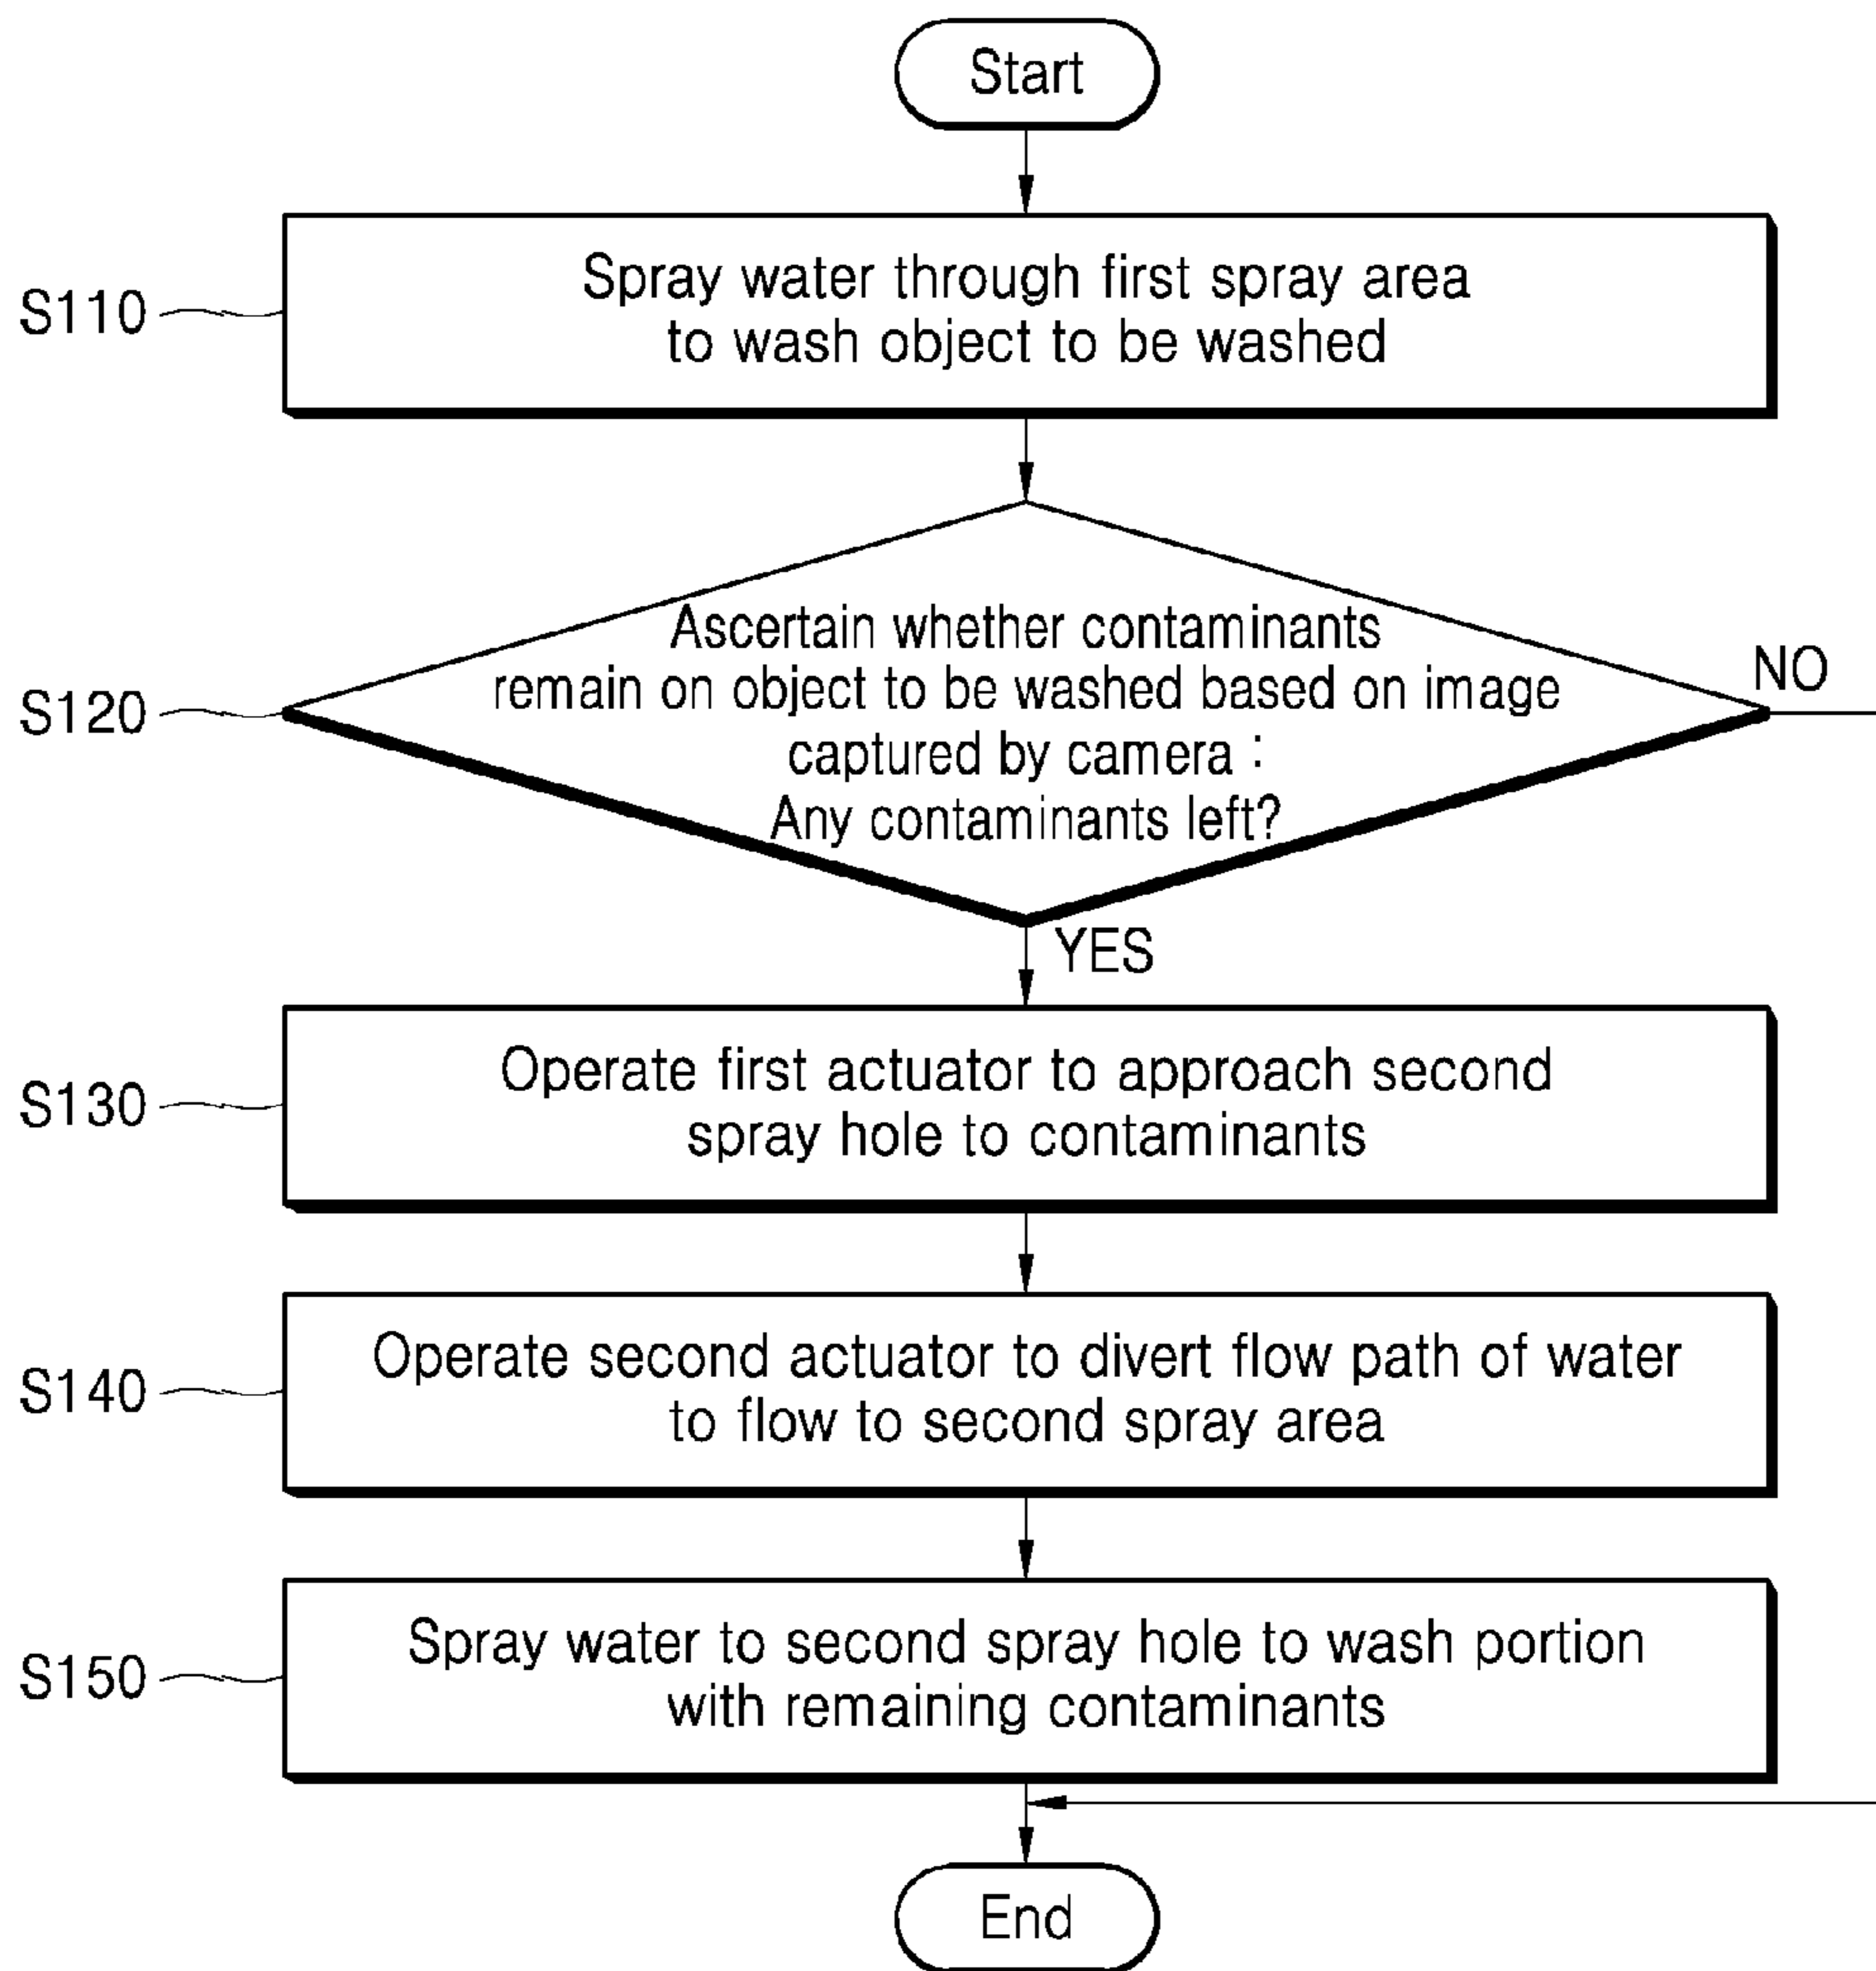 Start
S110
Spray water through first spray area
to wash object to be washed
S120
Ascertain whether contaminants
remain on object to be washed based on image
captured by camera :
Any contaminants left?
NO
YES
S130
Operate first actuator to approach second
spray hole to contaminants
S140
Operate second actuator to divert flow path of water
to flow to second spray area
S150
Spray water to second spray hole to wash portion
with remaining contaminants
End